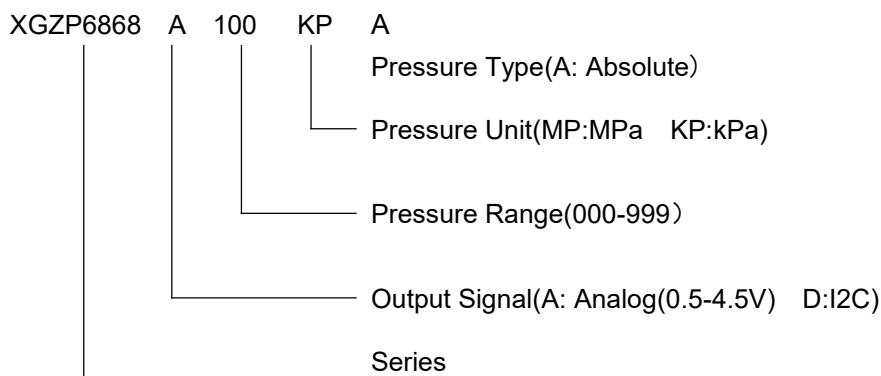 XGZP6868 A 100 KP A
Pressure Type(A: Absolute）
Pressure Unit(MP:MPa KP:kPa)
Pressure Range(000-999）
Output Signal(A: Analog(0.5-4.5V) D:I2C)
Series